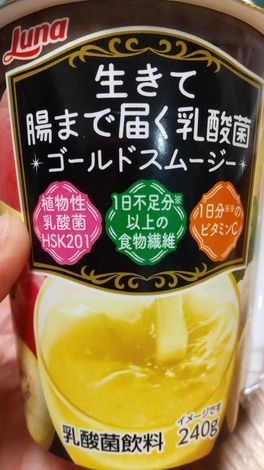 Luna
生きて
腸まで届く乳酸菌
ゴールドスムージー
植物性
乳酸菌
HSK201
1日不足分※
以上の
食物繊維
1日分※※の
ビタミンC
イメージです
乳酸菌飲料 240g